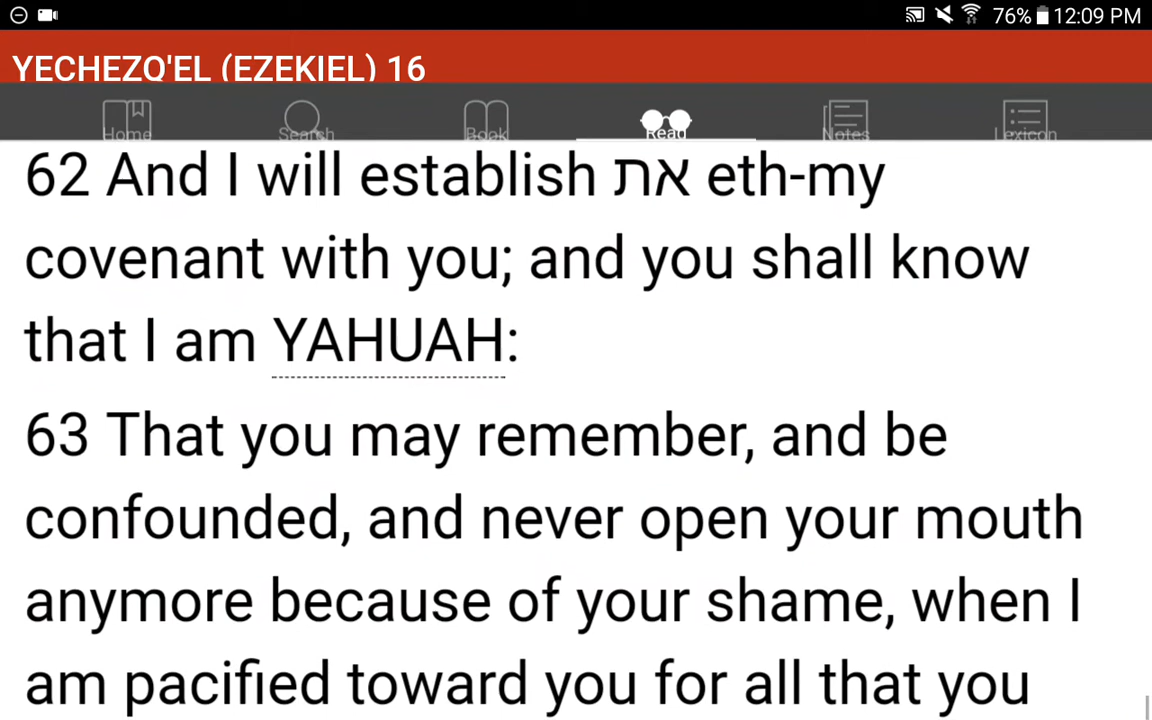 76% 12:09 PM
YECHEZQ'EL (EZEKIEL) 16
Home Search Book Read Notes Lexicon
62 And I will establish את eth-my
covenant with you; and you shall know
that I am YAHUAH:
63 That you may remember, and be
confounded, and never open your mouth
anymore because of your shame, when I
am pacified toward you for all that you